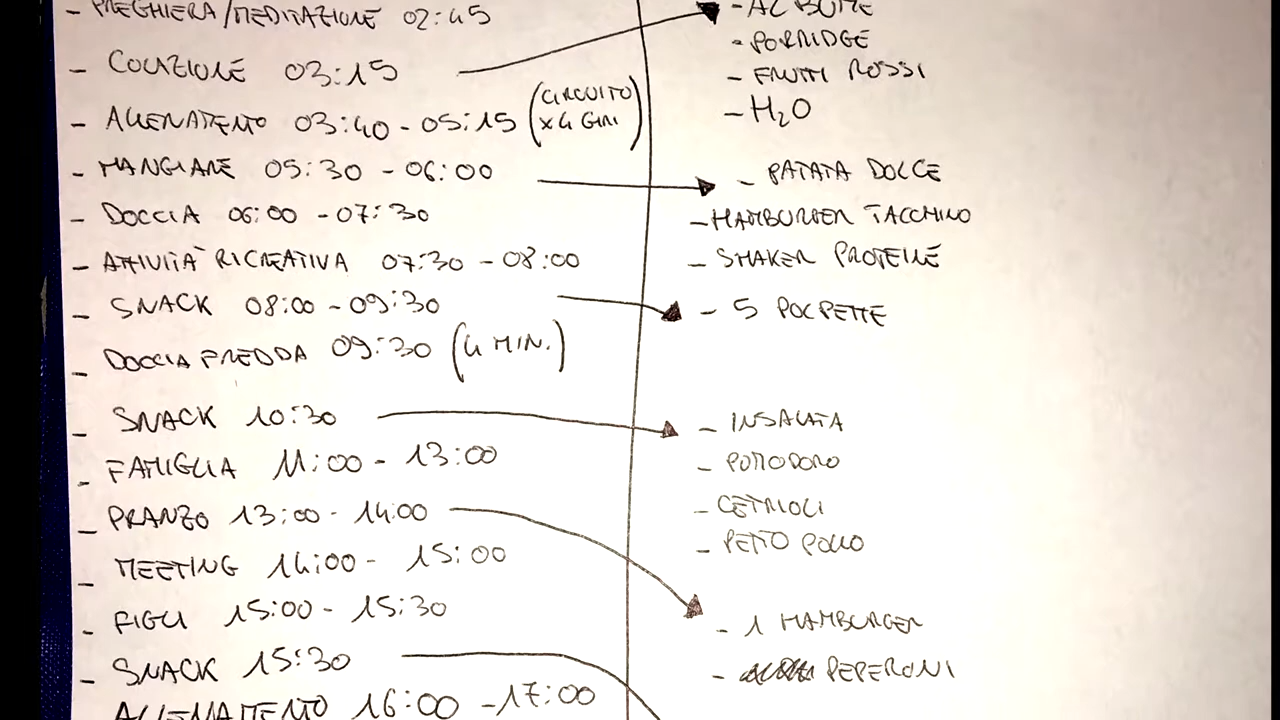 - PREGHIERA/MEDITAZIONE 02:45
- COLAZIONE 03:15
- ALLENAMENTO 03:40 - 05:15 (CIRCUITO x 4 GIRI)
- MANGIARE 05:30 - 06:00
- DOCCIA 06:00 - 07:30
- ATTIVITÀ RICREATIVA 07:30 - 08:00
- SNACK 08:00 - 09:30
- DOCCIA FREDDA 09:30 (4 MIN.)
- SNACK 10:30
- FAMIGLIA 11:00 - 13:00
- PRANZO 13:00 - 14:00
- MEETING 14:00 - 15:00
- FIGLI 15:00 - 15:30
- SNACK 15:30
ALLENAMENTO 16:00 - 17:00
- ALBUME
- PORRIDGE
- FRUTTI ROSSI
- H2O
- PATATA DOLCE
- HAMBURGER TACCHINO
- SHAKER PROTEINE
- 5 POLPETTE
- INSALATA
- POMODORO
- CETRIOLI
- PETTO POLLO
- 1 HAMBURGER
- PEPERONI